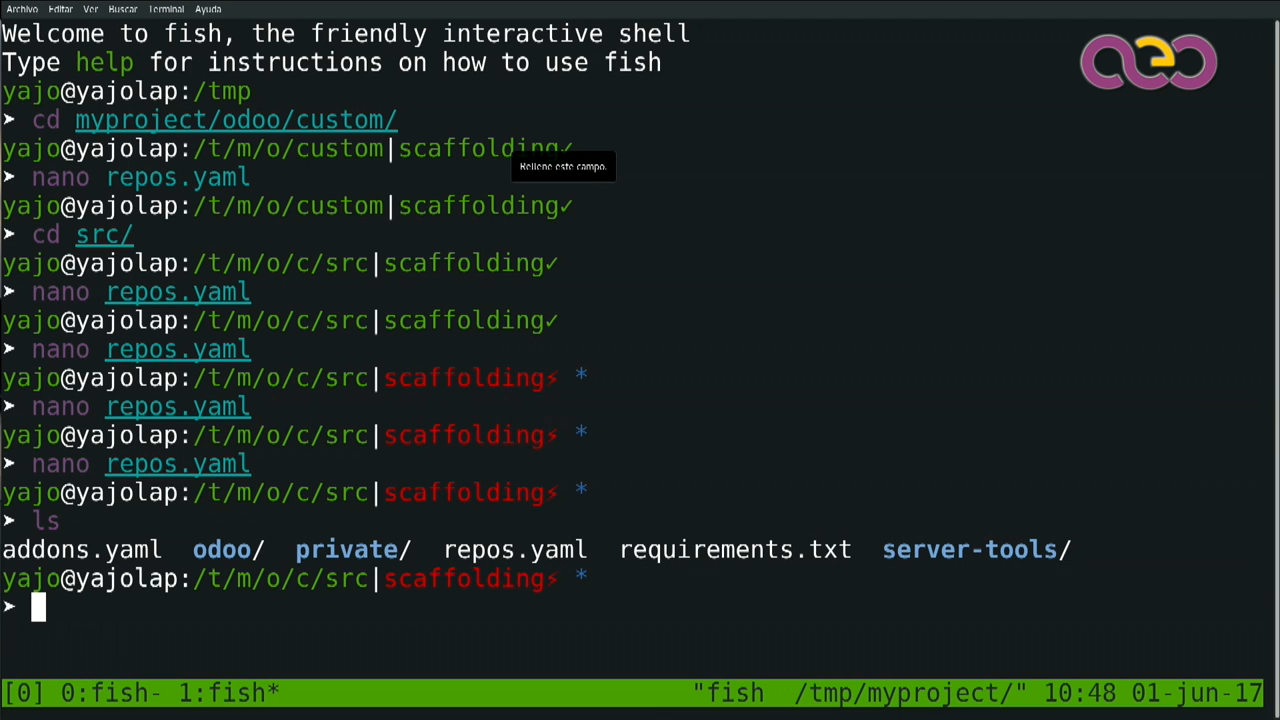 Archivo Editar Ver Buscar Terminal Ayuda
Welcome to fish, the friendly interactive shell
Type help for instructions on how to use fish
yajo@yajolap:/tmp
➤ cd myproject/odoo/custom/
yajo@yajolap:/t/m/o/custom|scaffolding✓
Rellene este campo.
➤ nano repos.yaml
yajo@yajolap:/t/m/o/custom|scaffolding✓
➤ cd src/
yajo@yajolap:/t/m/o/c/src|scaffolding✓
➤ nano repos.yaml
yajo@yajolap:/t/m/o/c/src|scaffolding✓
➤ nano repos.yaml
yajo@yajolap:/t/m/o/c/src|scaffolding⚡ *
➤ nano repos.yaml
yajo@yajolap:/t/m/o/c/src|scaffolding⚡ *
➤ nano repos.yaml
yajo@yajolap:/t/m/o/c/src|scaffolding⚡ *
➤ ls
addons.yaml odoo/ private/ repos.yaml requirements.txt server-tools/
yajo@yajolap:/t/m/o/c/src|scaffolding⚡ *
➤
[0] 0:fish- 1:fish* "fish /tmp/myproject/" 10:48 01-jun-17